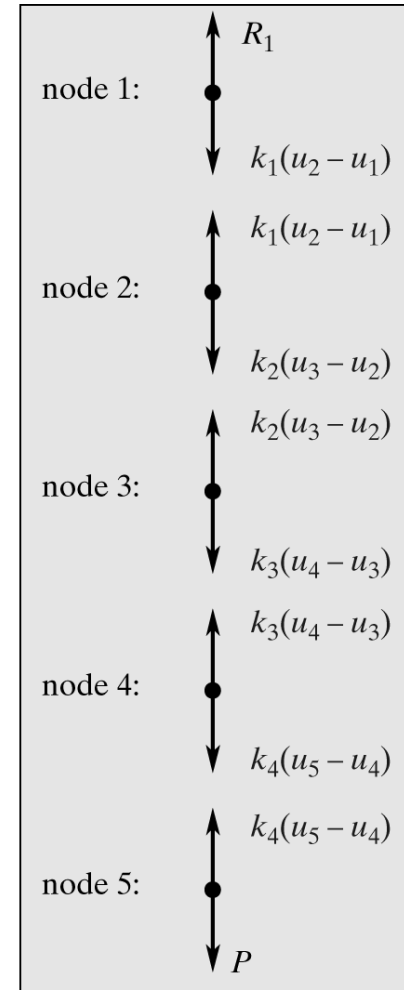 R₁
node 1:
k₁(u₂ – u₁)
k₁(u₂ – u₁)
node 2:
k₂(u₃ – u₂)
k₂(u₃ – u₂)
node 3:
k₃(u₄ – u₃)
k₃(u₄ – u₃)
node 4:
k₄(u₅ – u₄)
k₄(u₅ – u₄)
node 5:
P